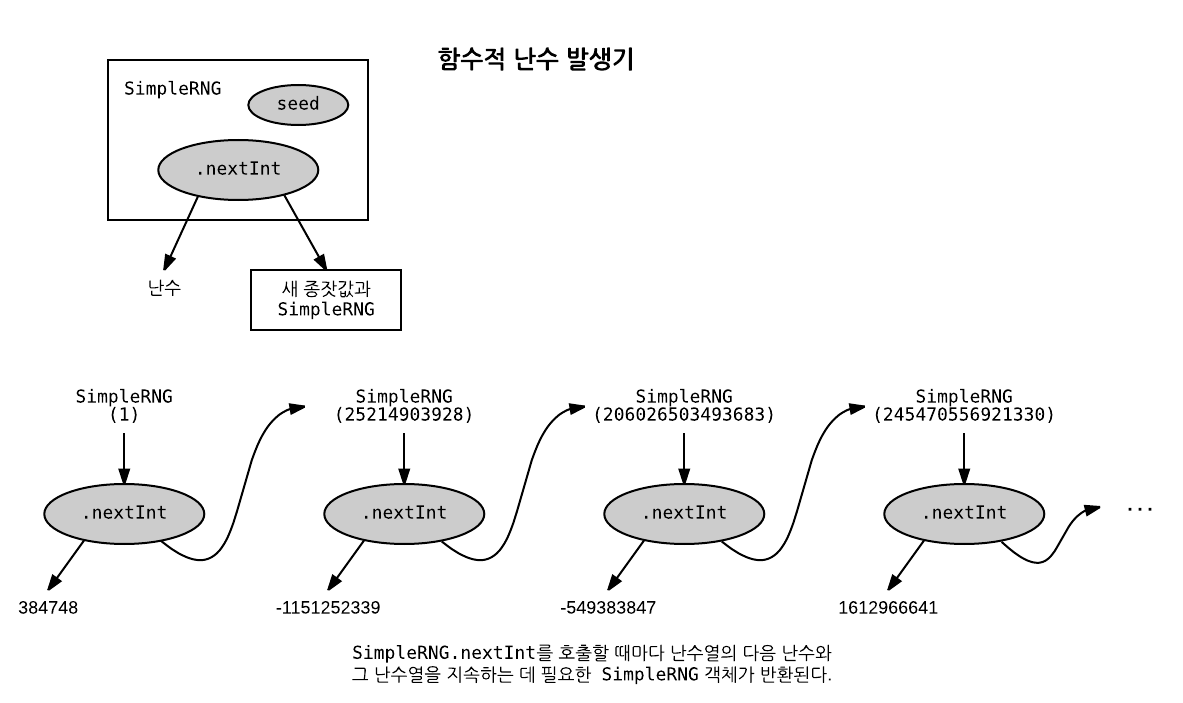 함수적 난수 발생기
SimpleRNG
seed
.nextInt
난수
새 종잣값과
SimpleRNG
SimpleRNG
(1)
SimpleRNG
(25214903928)
SimpleRNG
(206026503493683)
SimpleRNG
(245470556921330)
.nextInt
.nextInt
.nextInt
.nextInt
...
384748
-1151252339
-549383847
1612966641
SimpleRNG.nextInt를 호출할 때마다 난수열의 다음 난수와
그 난수열을 지속하는 데 필요한 SimpleRNG 객체가 반환된다.